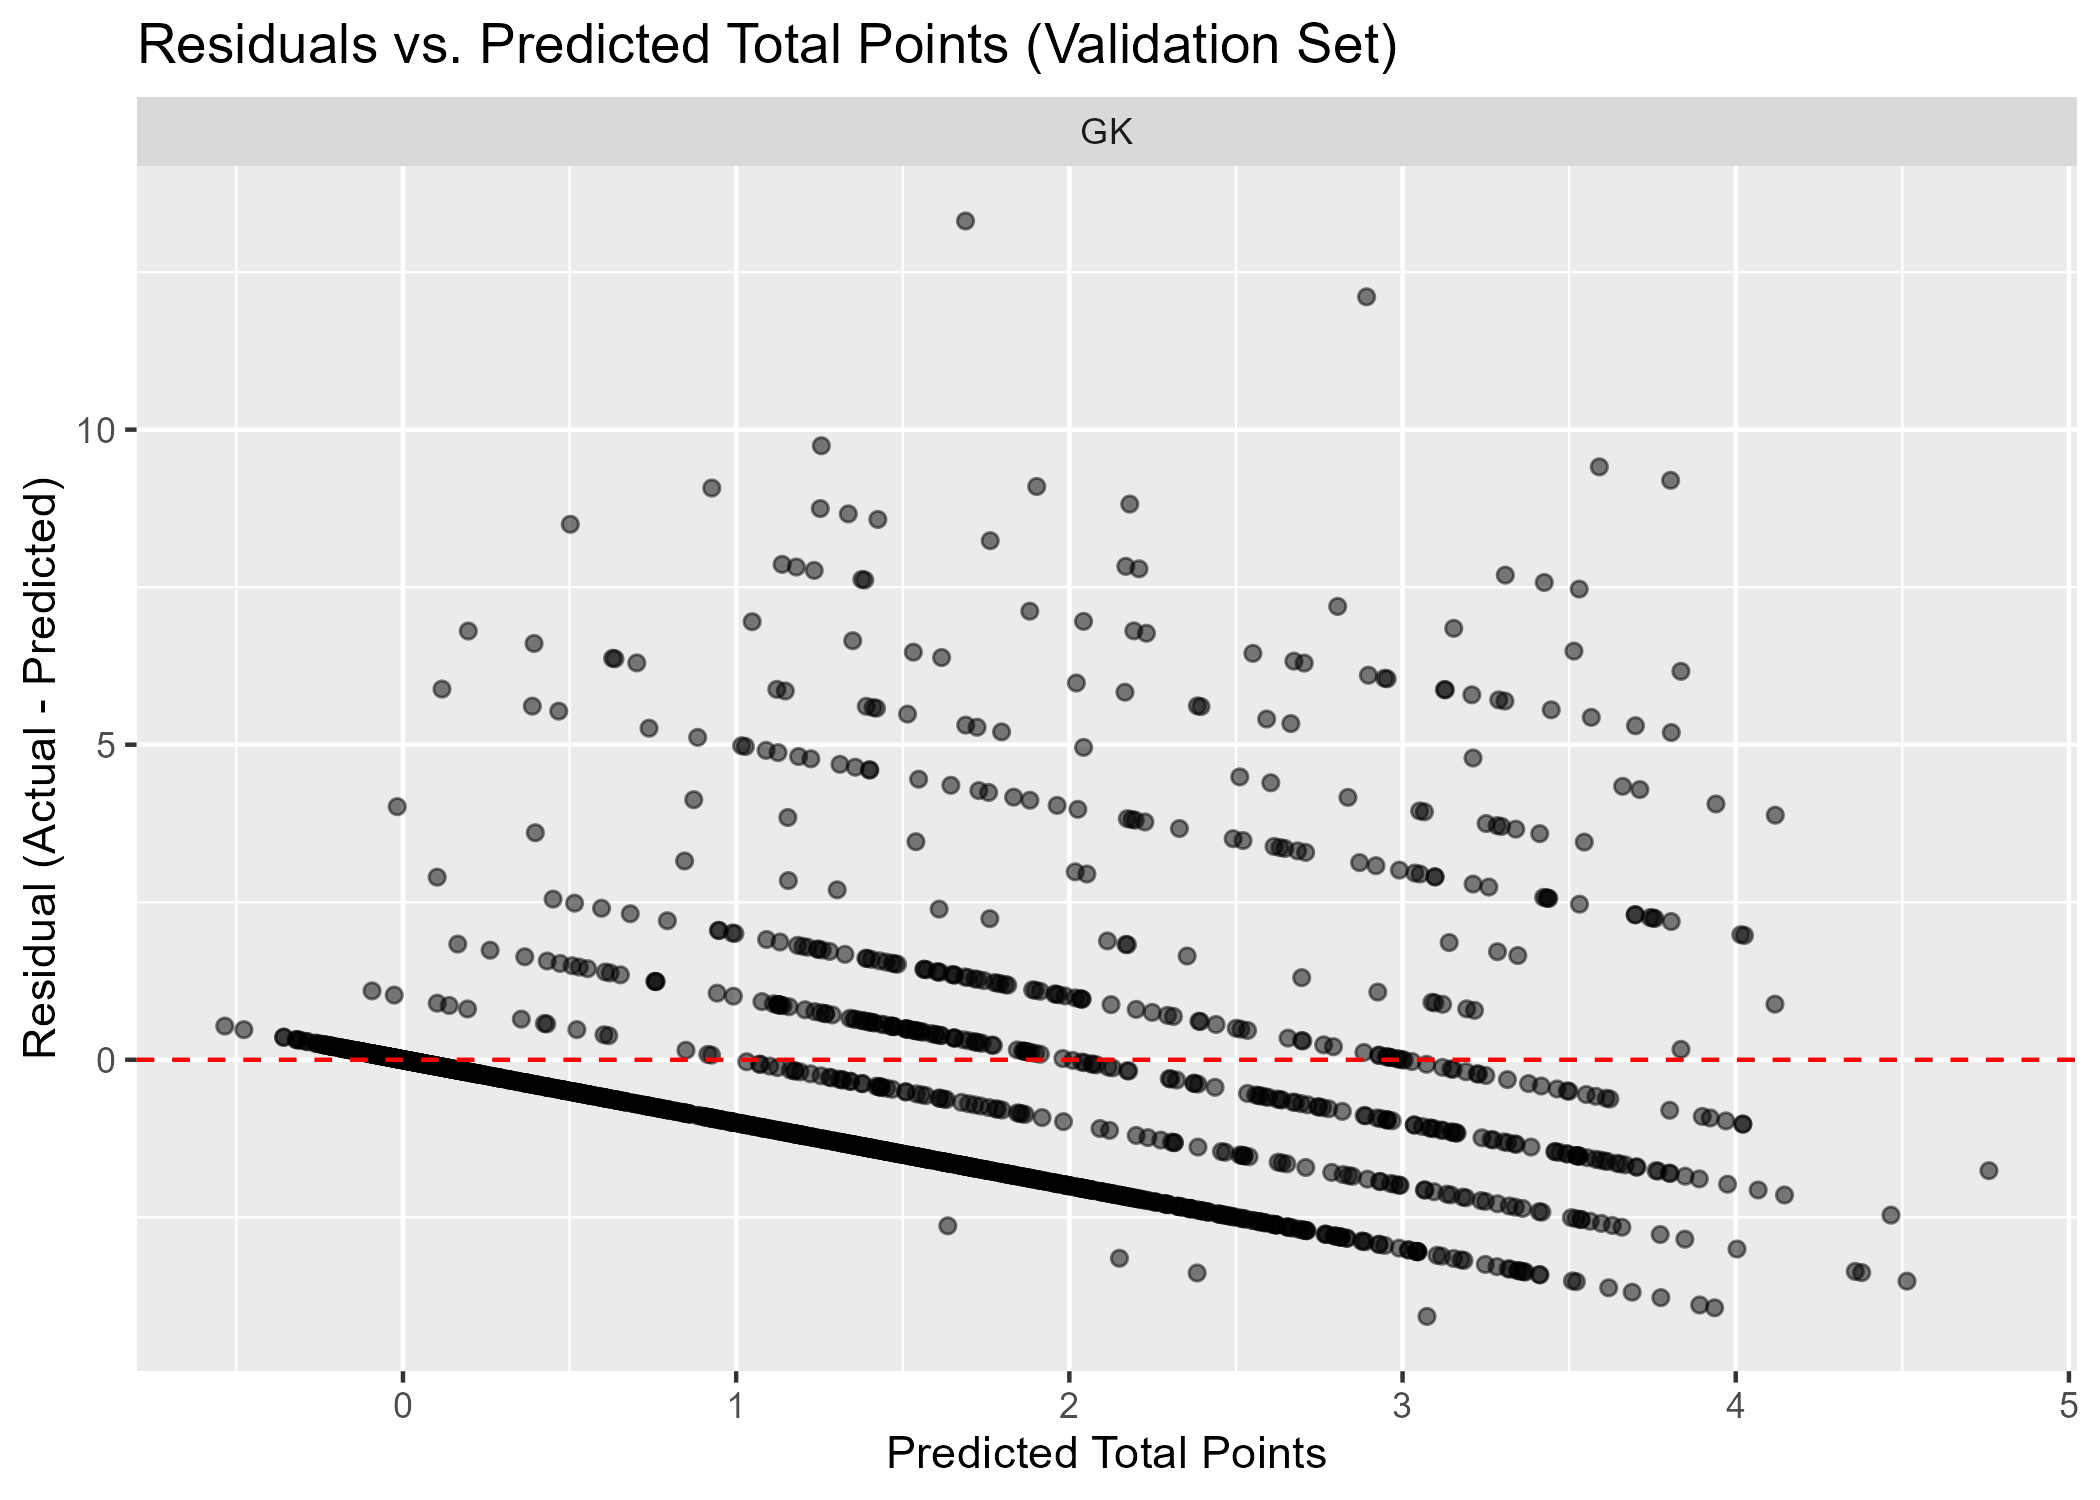 Residuals vs. Predicted Total Points (Validation Set)
GK
10
5
0
Residual (Actual - Predicted)
0 1 2 3 4 5
Predicted Total Points